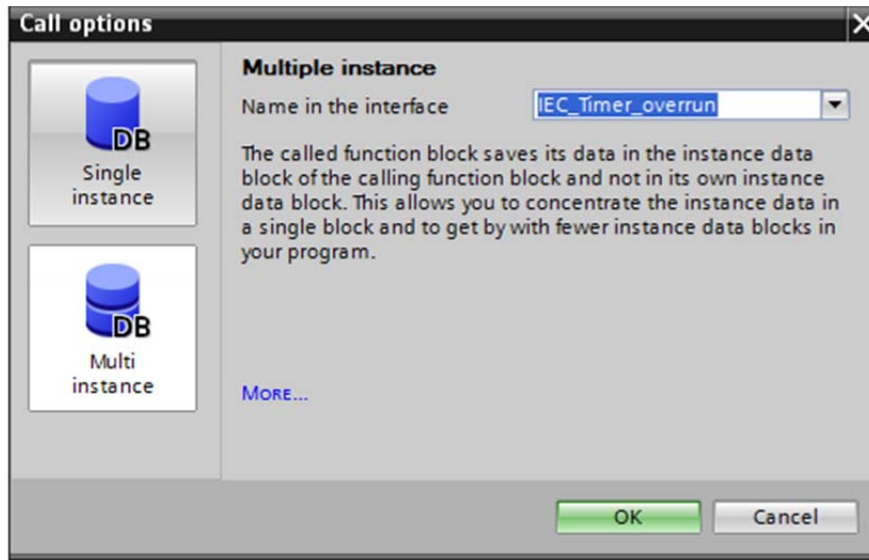 Call options
DB
Single
instance
DB
Multi
instance
Multiple instance
Name in the interface IEC_Timer_overrun
The called function block saves its data in the instance data
block of the calling function block and not in its own instance
data block. This allows you to concentrate the instance data in
a single block and to get by with fewer instance data blocks in
your program.
MORE...
OK Cancel